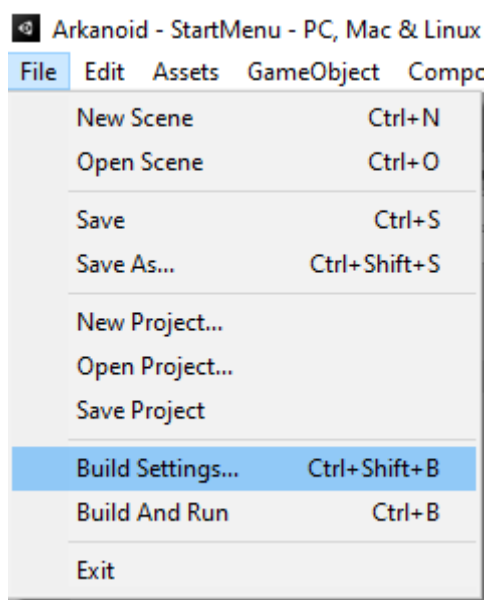 Arkanoid - StartMenu - PC, Mac & Linux
File Edit Assets GameObject Compo
New Scene Ctrl+N
Open Scene Ctrl+O
Save Ctrl+S
Save As... Ctrl+Shift+S
New Project...
Open Project...
Save Project
Build Settings... Ctrl+Shift+B
Build And Run Ctrl+B
Exit